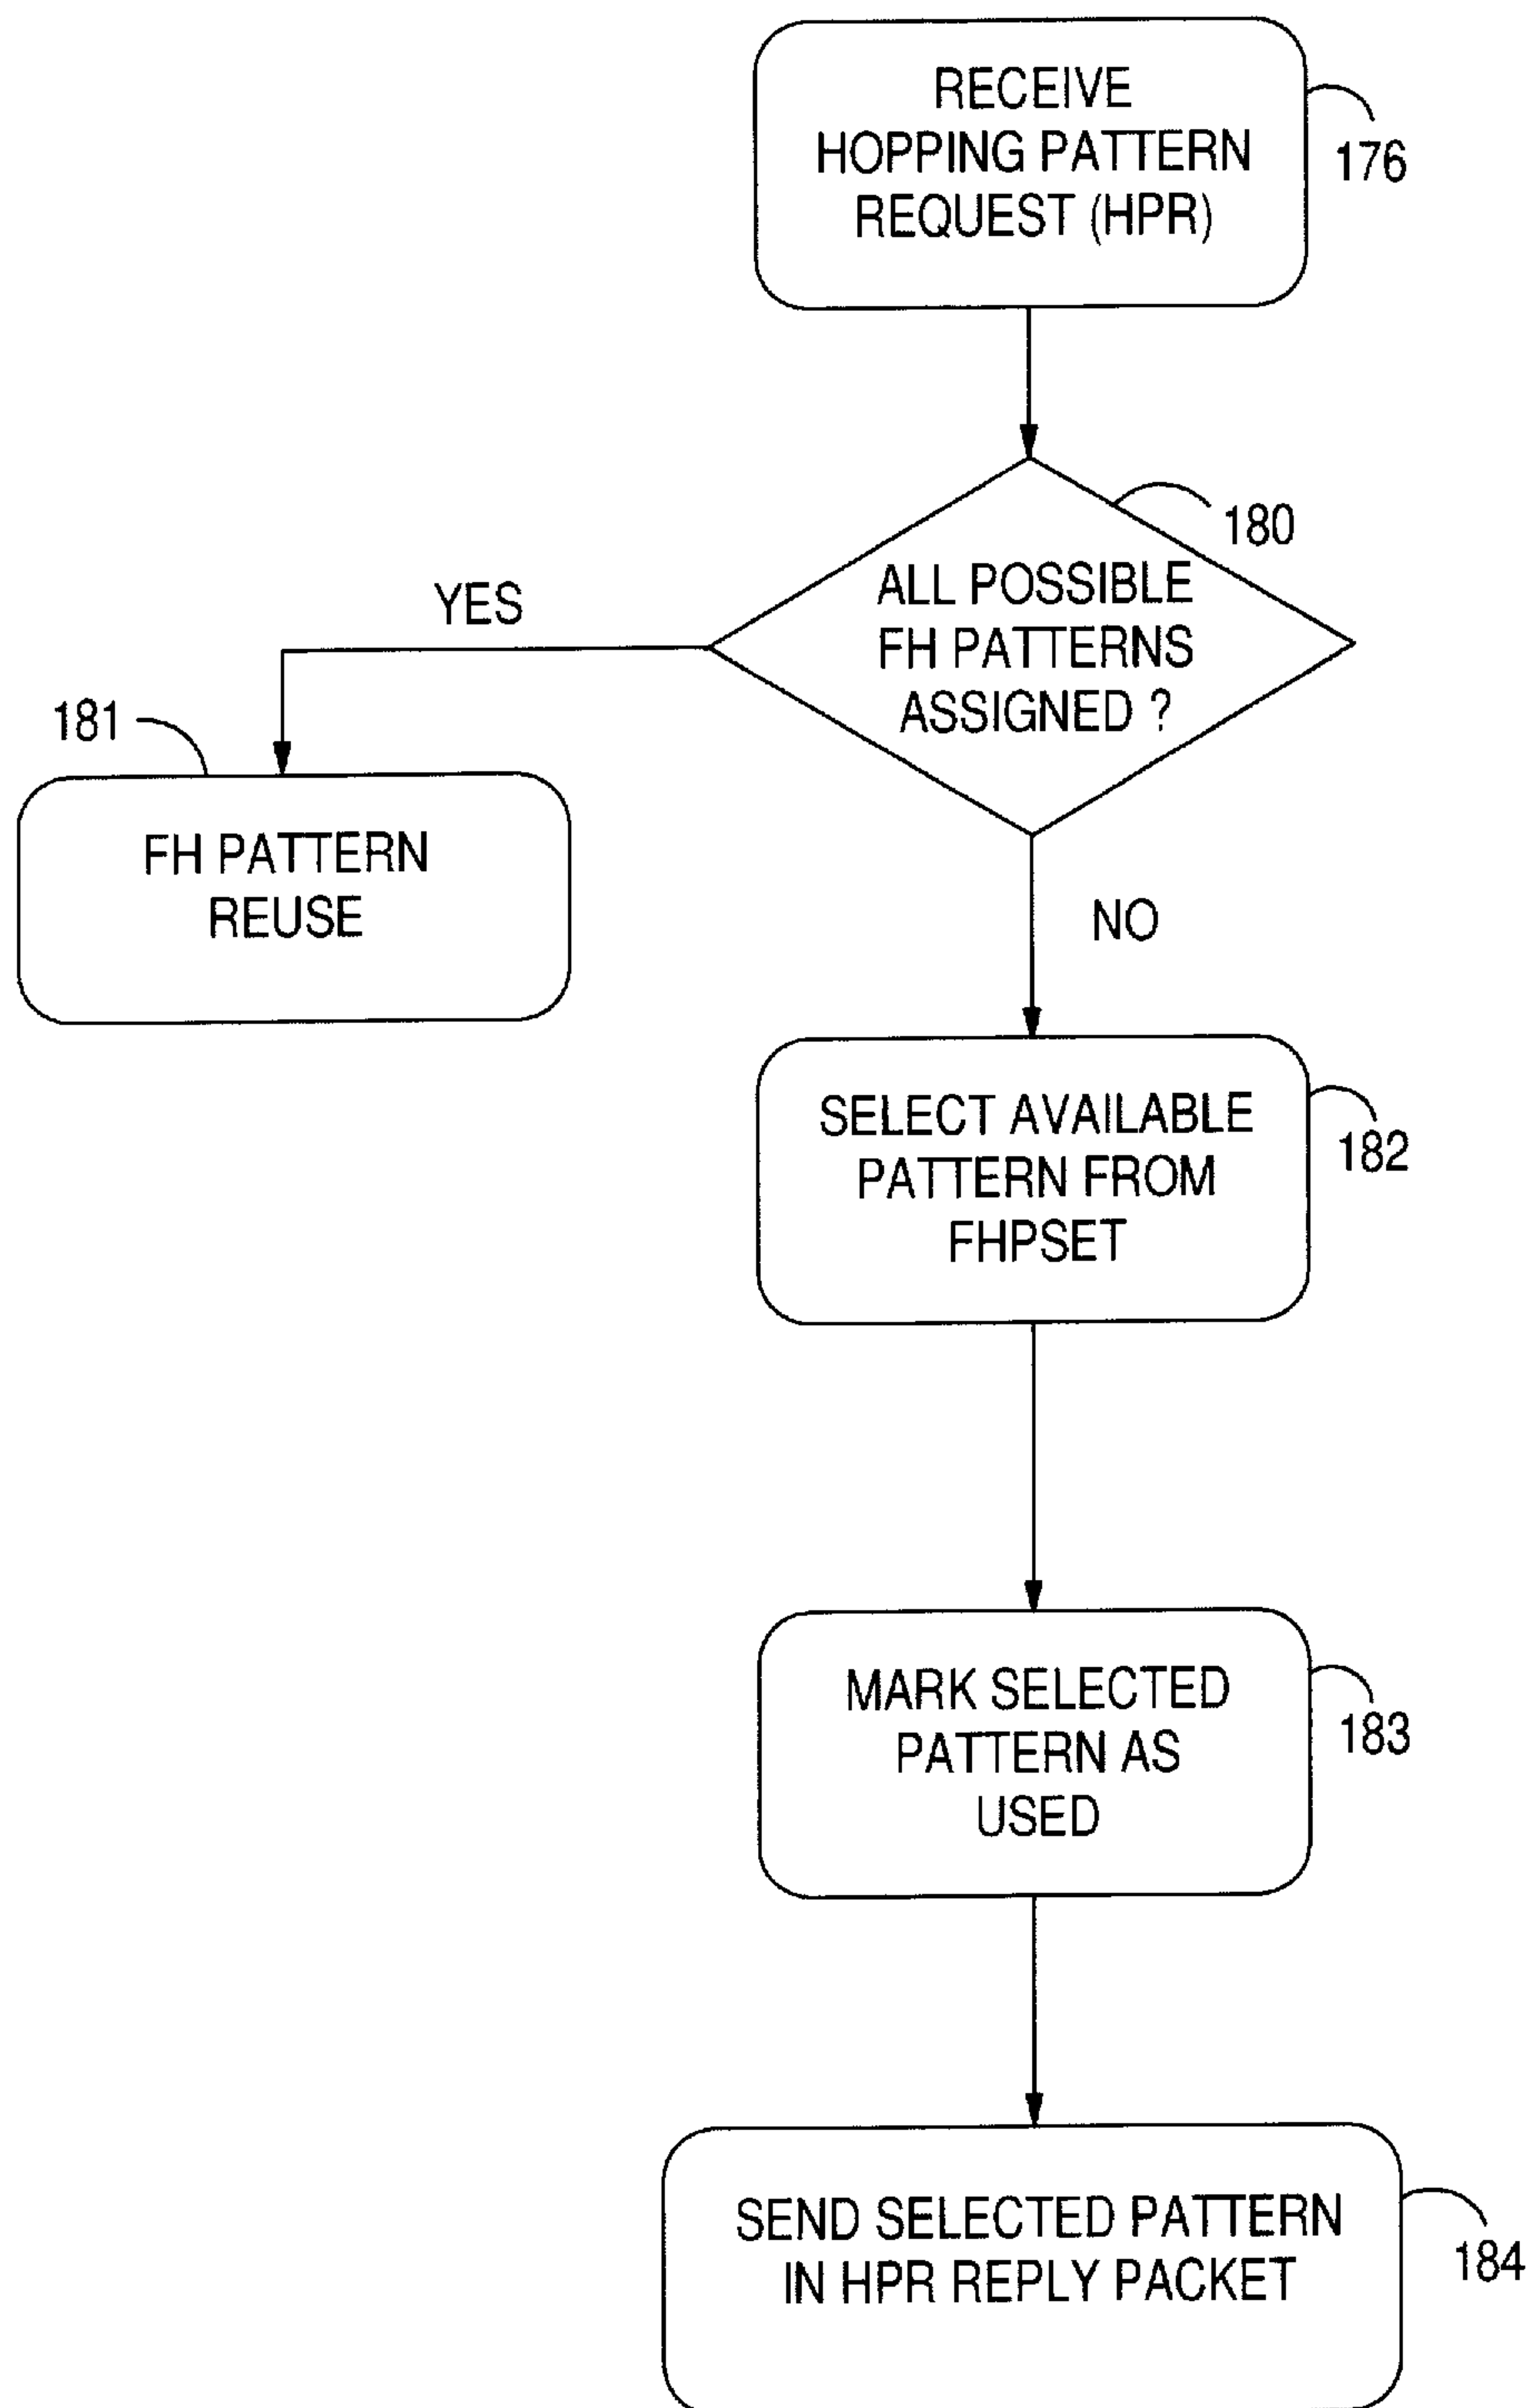 RECEIVE
HOPPING PATTERN
REQUEST (HPR)
176
180
ALL POSSIBLE
FH PATTERNS
ASSIGNED ?
YES
181
FH PATTERN
REUSE
NO
SELECT AVAILABLE
PATTERN FROM
FHPSET
182
MARK SELECTED
PATTERN AS
USED
183
SEND SELECTED PATTERN
IN HPR REPLY PACKET
184